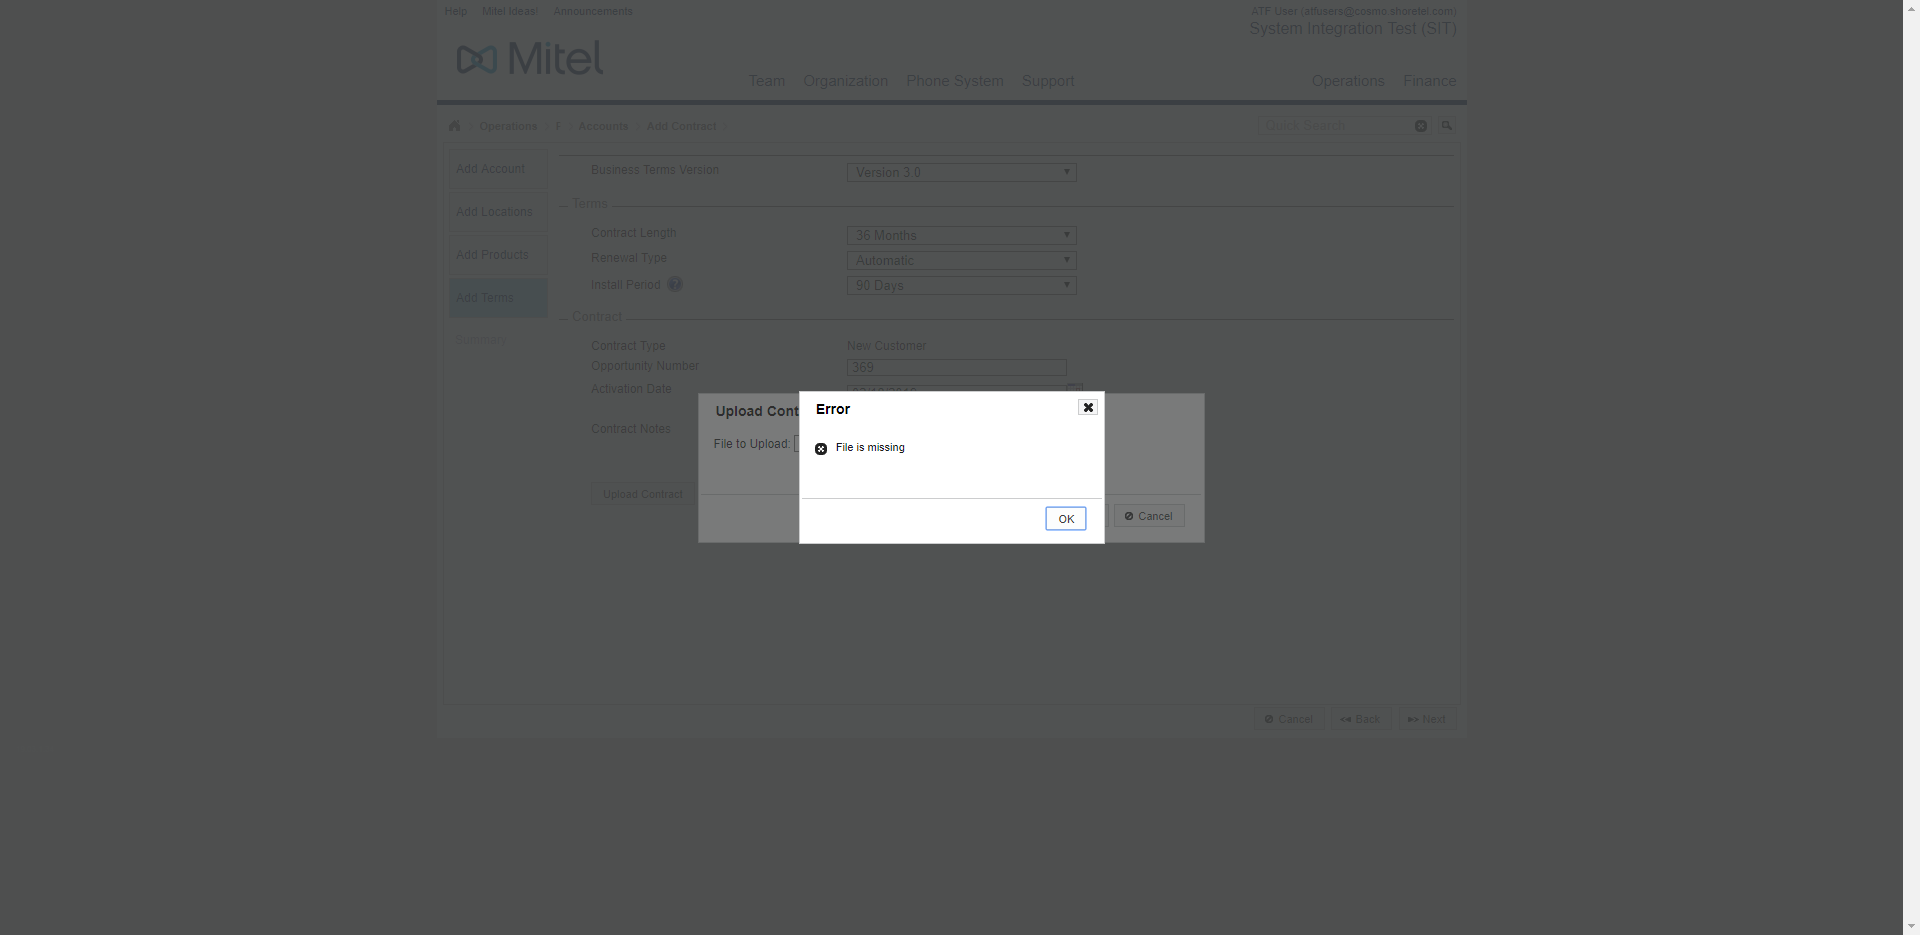 Help Mitel Ideas! Announcements
ATF User (atfusers@cosmo.shoretel.com)
System Integration Test (SIT)
Mitel
Team Organization Phone System Support Operations Finance
Operations F Accounts Add Contract
Quick Search
Add Account
Add Locations
Add Products
Add Terms
Summary
Business Terms Version Version 3.0
Terms
Contract Length 36 Months
Renewal Type Automatic
Install Period ? 90 Days
Contract
Contract Type New Customer
Opportunity Number 369
Activation Date
Contract Notes
Upload Contract
Upload Cont
File to Upload:
Cancel
Error
File is missing
OK
Cancel Back Next